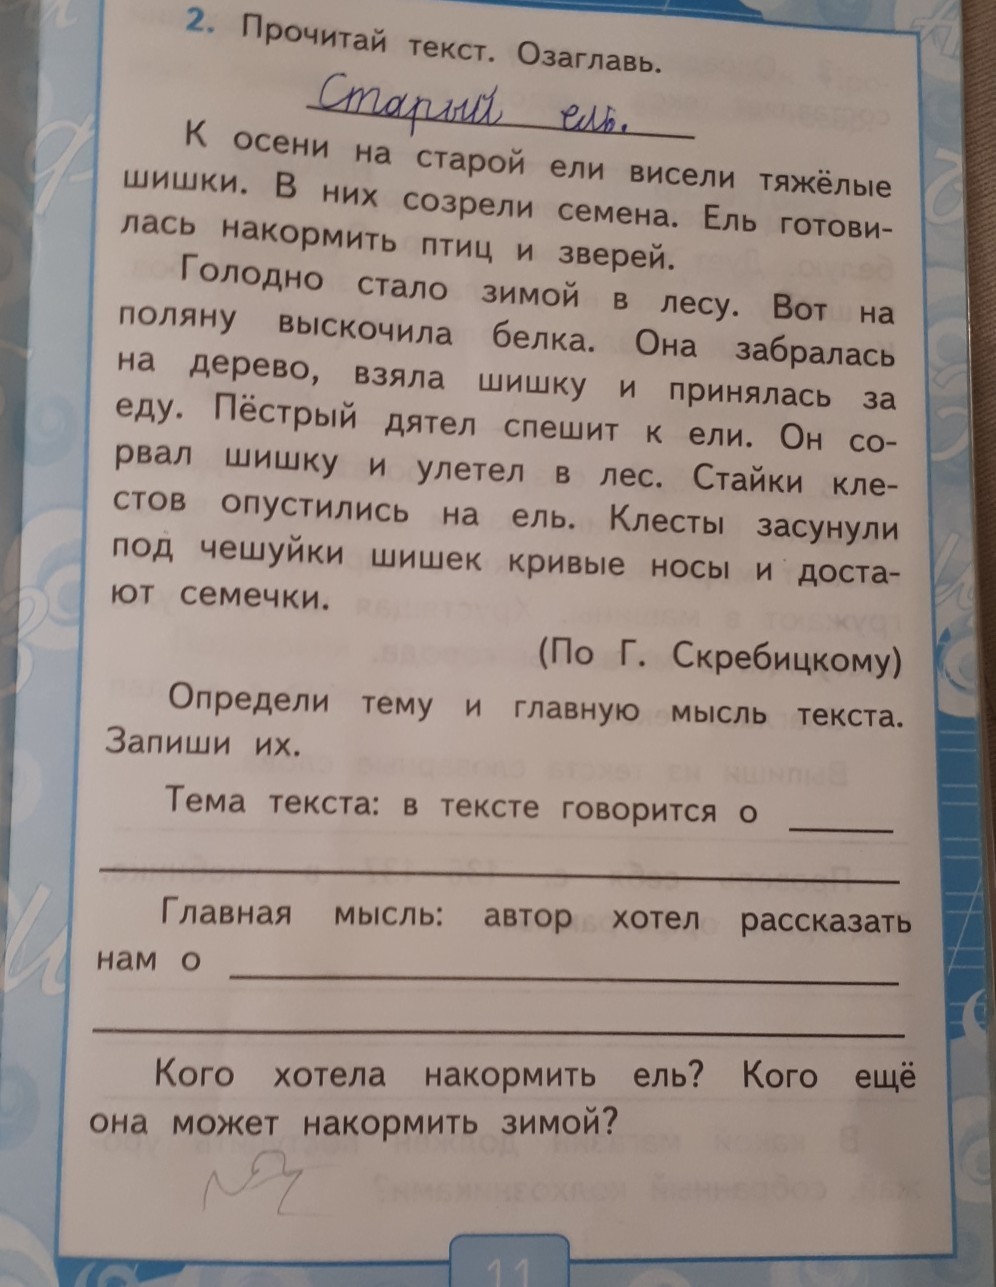 2. Прочитай текст. Озаглавь.
Старый ель.
К осени на старой ели висели тяжёлые
шишки. В них созрели семена. Ель готови-
лась накормить птиц и зверей.
Голодно стало зимой в лесу. Вот на
поляну выскочила белка. Она забралась
на дерево, взяла шишку и принялась за
еду. Пёстрый дятел спешит к ели. Он со-
рвал шишку и улетел в лес. Стайки кле-
стов опустились на ель. Клесты засунули
под чешуйки шишек кривые носы и доста-
ют семечки.
(По Г. Скребицкому)
Определи тему и главную мысль текста.
Запиши их.
Тема текста: в тексте говорится о
Главная мысль: автор хотел рассказать
нам о
Кого хотела накормить ель? Кого ещё
она может накормить зимой?
11